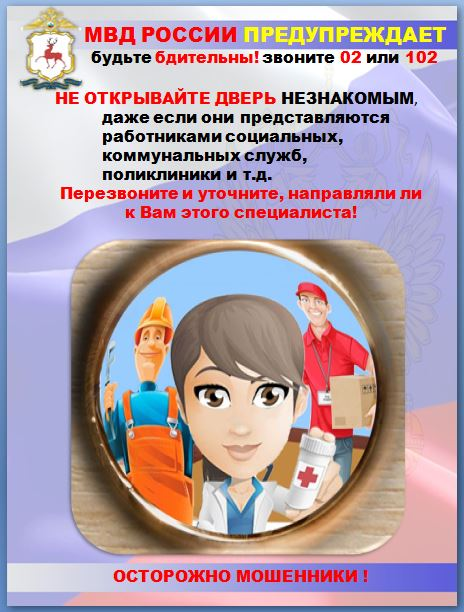 МВД РОССИИ ПРЕДУПРЕЖДАЕТ
будьте бдительны! звоните 02 или 102
НЕ ОТКРЫВАЙТЕ ДВЕРЬ НЕЗНАКОМЫМ,
даже если они представляются
работниками социальных,
коммунальных служб,
поликлиники и т.д.
Перезвоните и уточните, направляли ли
к Вам этого специалиста!
ОСТОРОЖНО МОШЕННИКИ !